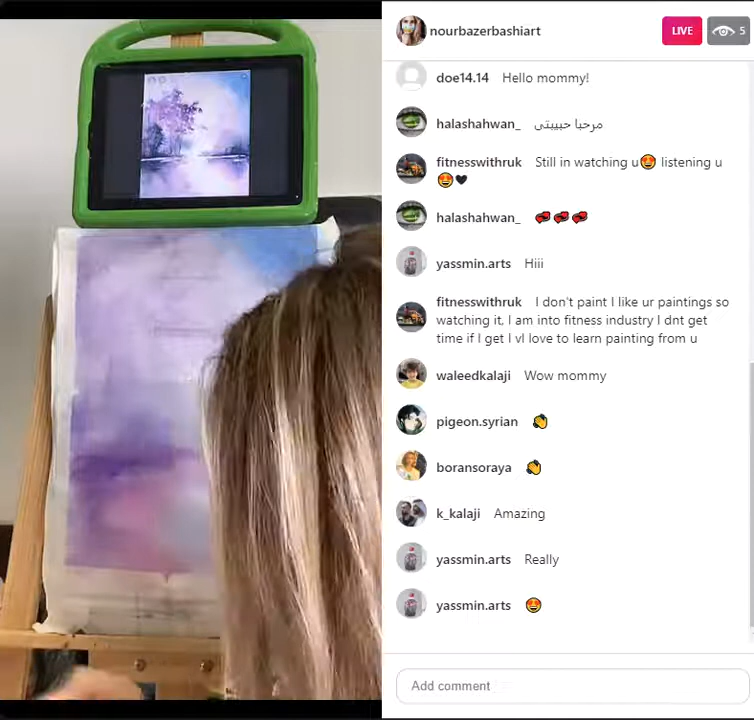 nourbazerbashiart
LIVE
5
doe14.14 Hello mommy!
halashahwan_ مرحبا حبيبتي
fitnesswithruk Still in watching u😍 listening u
😍🖤
halashahwan_
yassmin.arts Hiii
fitnesswithruk I don't paint I like ur paintings so
watching it, I am into fitness industry I dnt get
time if I get I vl love to learn painting from u
waleedkalaji Wow mommy
pigeon.syrian 👏
boransoraya 👏
k_kalaji Amazing
yassmin.arts Really
yassmin.arts 😍
Add comment